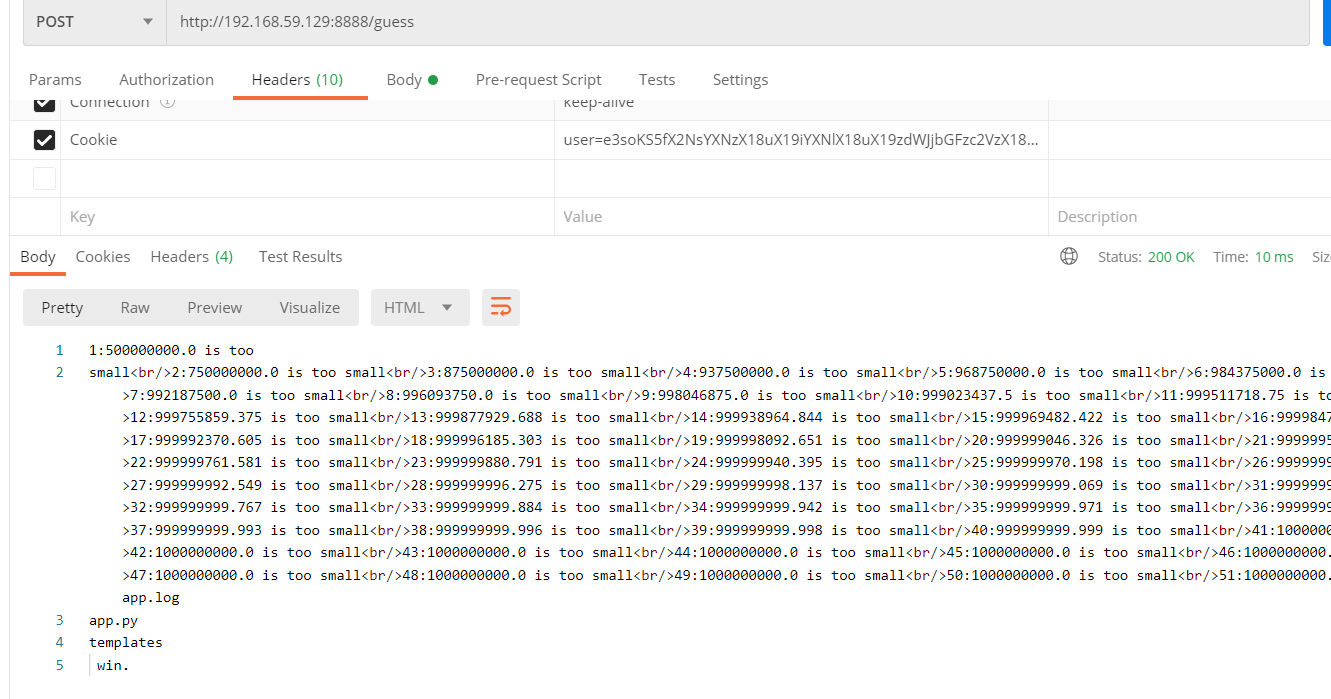 POST http://192.168.59.129:8888/guess
Params Authorization Headers (10) Body Pre-request Script Tests Settings
Connection keep-alive
Cookie user=e3soKS5fX2NsYXNzX18uX19iYXNlX18uX19zdWJjbGFzc2VzX18...
Key Value Description
Body Cookies Headers (4) Test Results Status: 200 OK Time: 10 ms Siz
Pretty Raw Preview Visualize HTML
1 1:500000000.0 is too
2 small<br/>2:750000000.0 is too small<br/>3:875000000.0 is too small<br/>4:937500000.0 is too small<br/>5:968750000.0 is too small<br/>6:984375000.0 is
>7:992187500.0 is too small<br/>8:996093750.0 is too small<br/>9:998046875.0 is too small<br/>10:999023437.5 is too small<br/>11:999511718.75 is to
>12:999755859.375 is too small<br/>13:999877929.688 is too small<br/>14:999938964.844 is too small<br/>15:999969482.422 is too small<br/>16:9999847
>17:999992370.605 is too small<br/>18:999996185.303 is too small<br/>19:999998092.651 is too small<br/>20:999999046.326 is too small<br/>21:9999995
>22:999999761.581 is too small<br/>23:999999880.791 is too small<br/>24:999999940.395 is too small<br/>25:999999970.198 is too small<br/>26:9999999
>27:999999992.549 is too small<br/>28:999999996.275 is too small<br/>29:999999998.137 is too small<br/>30:999999999.069 is too small<br/>31:9999999
>32:999999999.767 is too small<br/>33:999999999.884 is too small<br/>34:999999999.942 is too small<br/>35:999999999.971 is too small<br/>36:9999999
>37:999999999.993 is too small<br/>38:999999999.996 is too small<br/>39:999999999.998 is too small<br/>40:999999999.999 is too small<br/>41:1000000
>42:1000000000.0 is too small<br/>43:1000000000.0 is too small<br/>44:1000000000.0 is too small<br/>45:1000000000.0 is too small<br/>46:1000000000.
>47:1000000000.0 is too small<br/>48:1000000000.0 is too small<br/>49:1000000000.0 is too small<br/>50:1000000000.0 is too small<br/>51:1000000000.
app.log
3 app.py
4 templates
5 win.